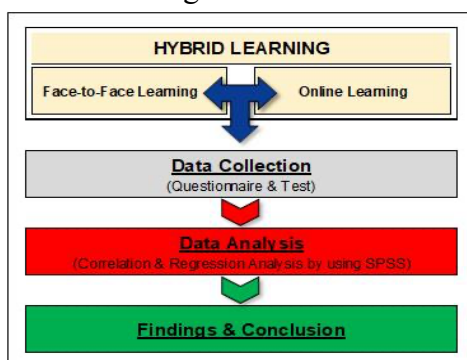 HYBRID LEARNING
Face-to-Face Learning
Online Learning
Data Collection
(Questionnaire & Test)
Data Analysis
(Correlation & Regression Analysis by using SPSS)
Findings & Conclusion